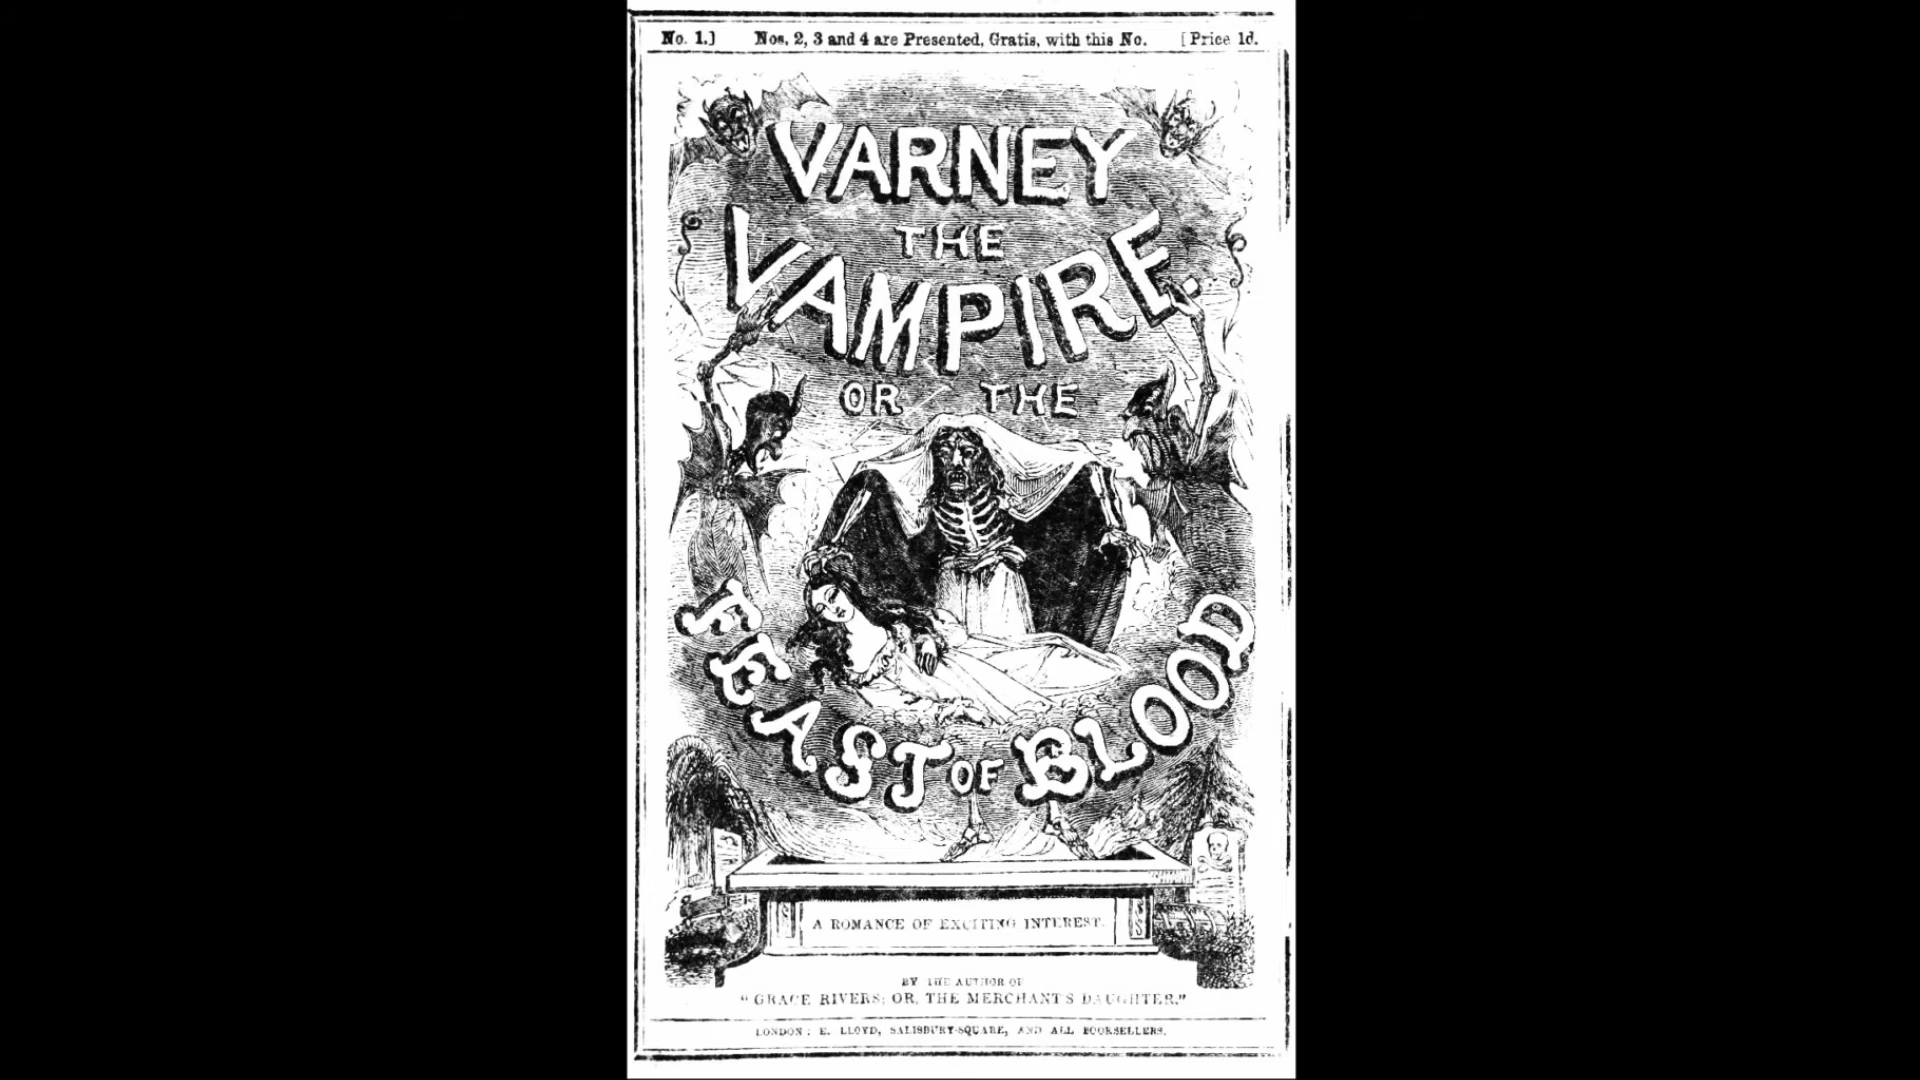 No. 1.] Nos. 2, 3 and 4 are Presented, Gratis, with this No. [Price 1d.
VARNEY
THE
VAMPIRE.
OR THE
FEAST OF BLOOD
A ROMANCE OF EXCITING INTEREST.
BY THE AUTHOR OF
"GRACE RIVERS; OR, THE MERCHANT'S DAUGHTER."
LONDON: E. LLOYD, SALISBURY-SQUARE, AND ALL BOOKSELLERS.